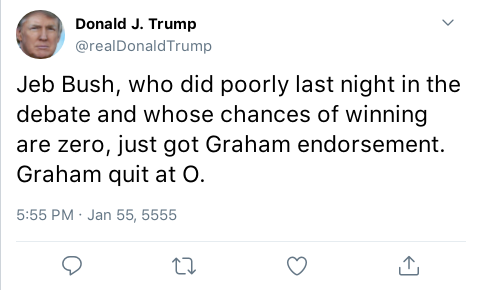 Donald J. Trump
@realDonaldTrump
Jeb Bush, who did poorly last night in the
debate and whose chances of winning
are zero, just got Graham endorsement.
Graham quit at O.
5:55 PM · Jan 55, 5555